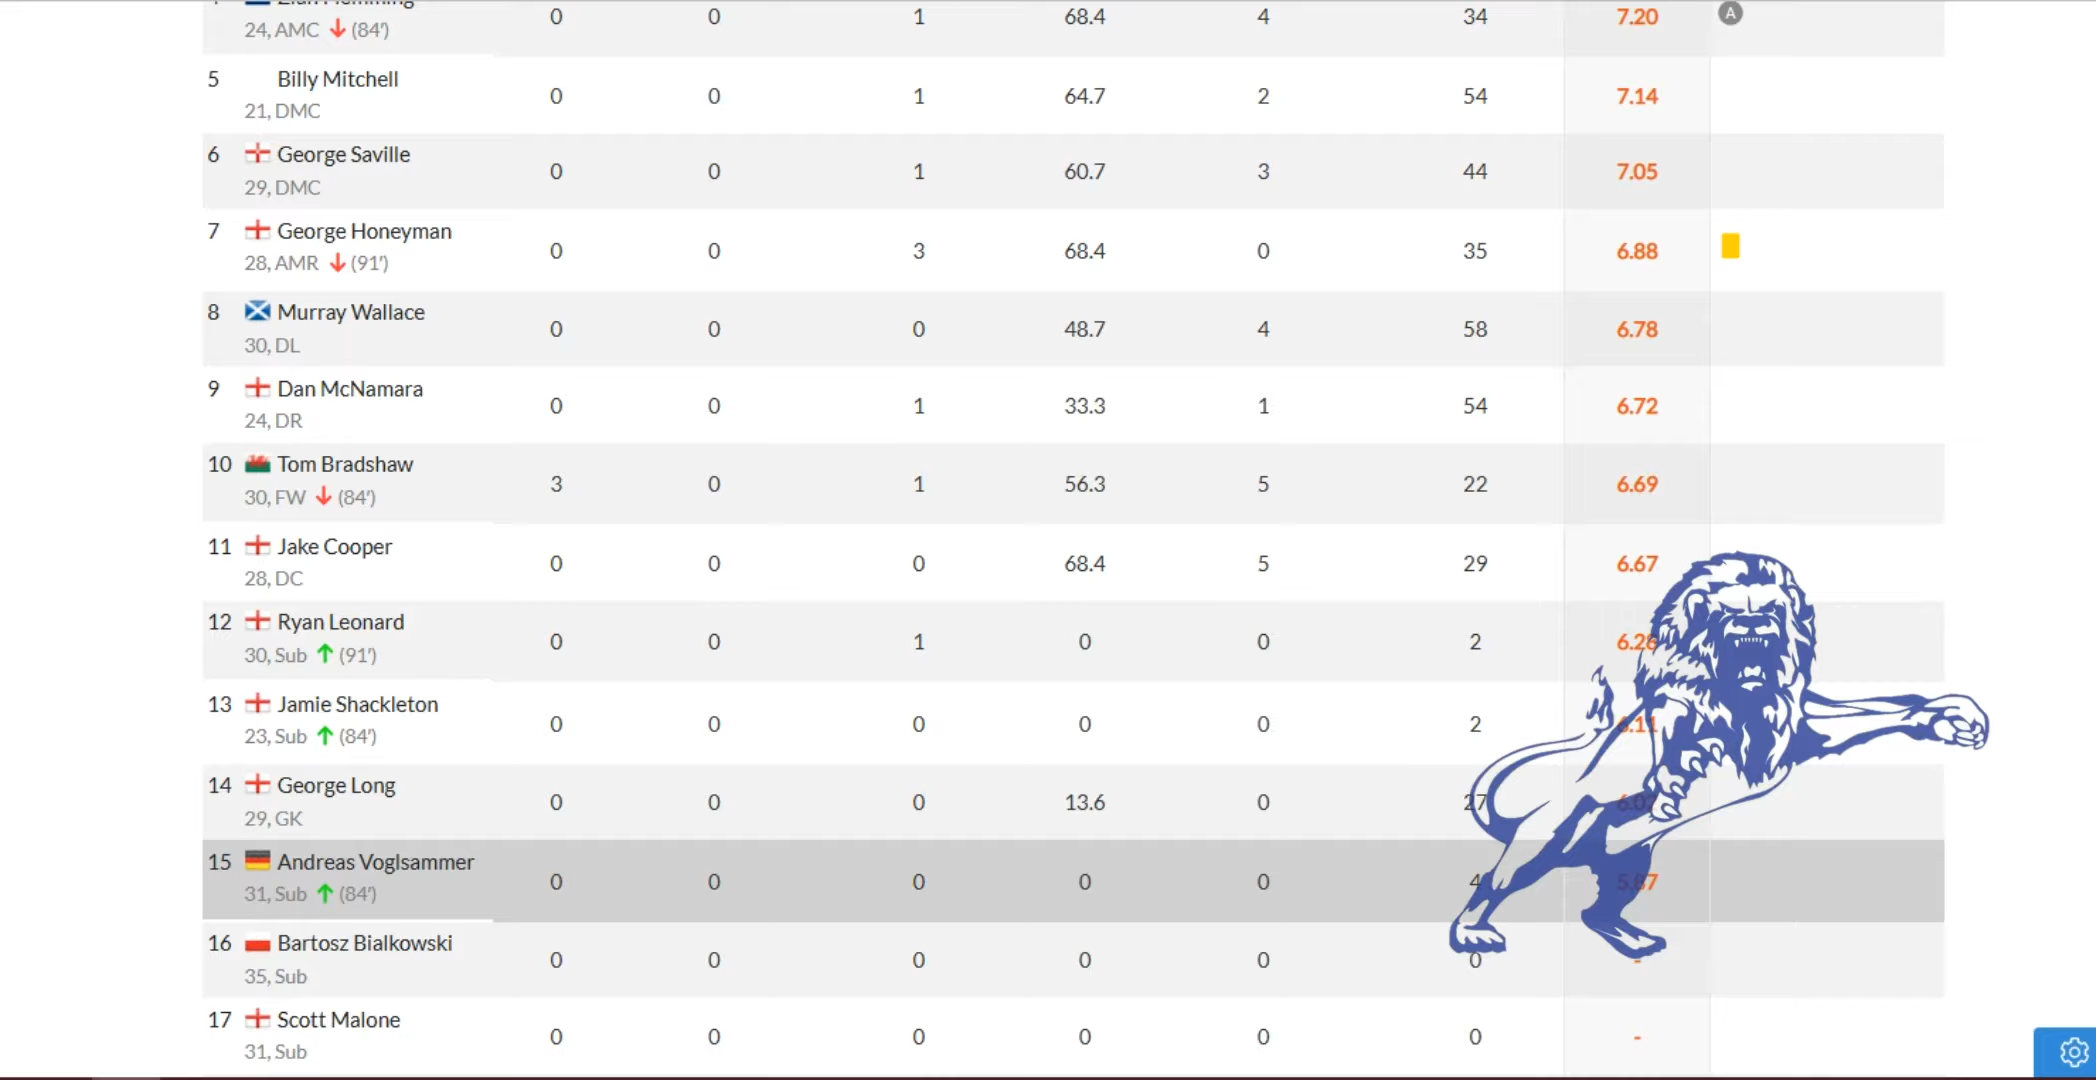 24, AMC (84') 0 0 1 68.4 4 34 7.20 A
5 Billy Mitchell
21, DMC 0 0 1 64.7 2 54 7.14
6 George Saville
29, DMC 0 0 1 60.7 3 44 7.05
7 George Honeyman
28, AMR (91') 0 0 3 68.4 0 35 6.88
8 Murray Wallace
30, DL 0 0 0 48.7 4 58 6.78
9 Dan McNamara
24, DR 0 0 1 33.3 1 54 6.72
10 Tom Bradshaw
30, FW (84') 3 0 1 56.3 5 22 6.69
11 Jake Cooper
28, DC 0 0 0 68.4 5 29 6.67
12 Ryan Leonard
30, Sub (91') 0 0 1 0 0 2 6.28
13 Jamie Shackleton
23, Sub (84') 0 0 0 0 0 2 6.11
14 George Long
29, GK 0 0 0 13.6 0 27
15 Andreas Voglsammer
31, Sub (84') 0 0 0 0 0 4 5.87
16 Bartosz Bialkowski
35, Sub 0 0 0 0 0 0 -
17 Scott Malone
31, Sub 0 0 0 0 0 0 -